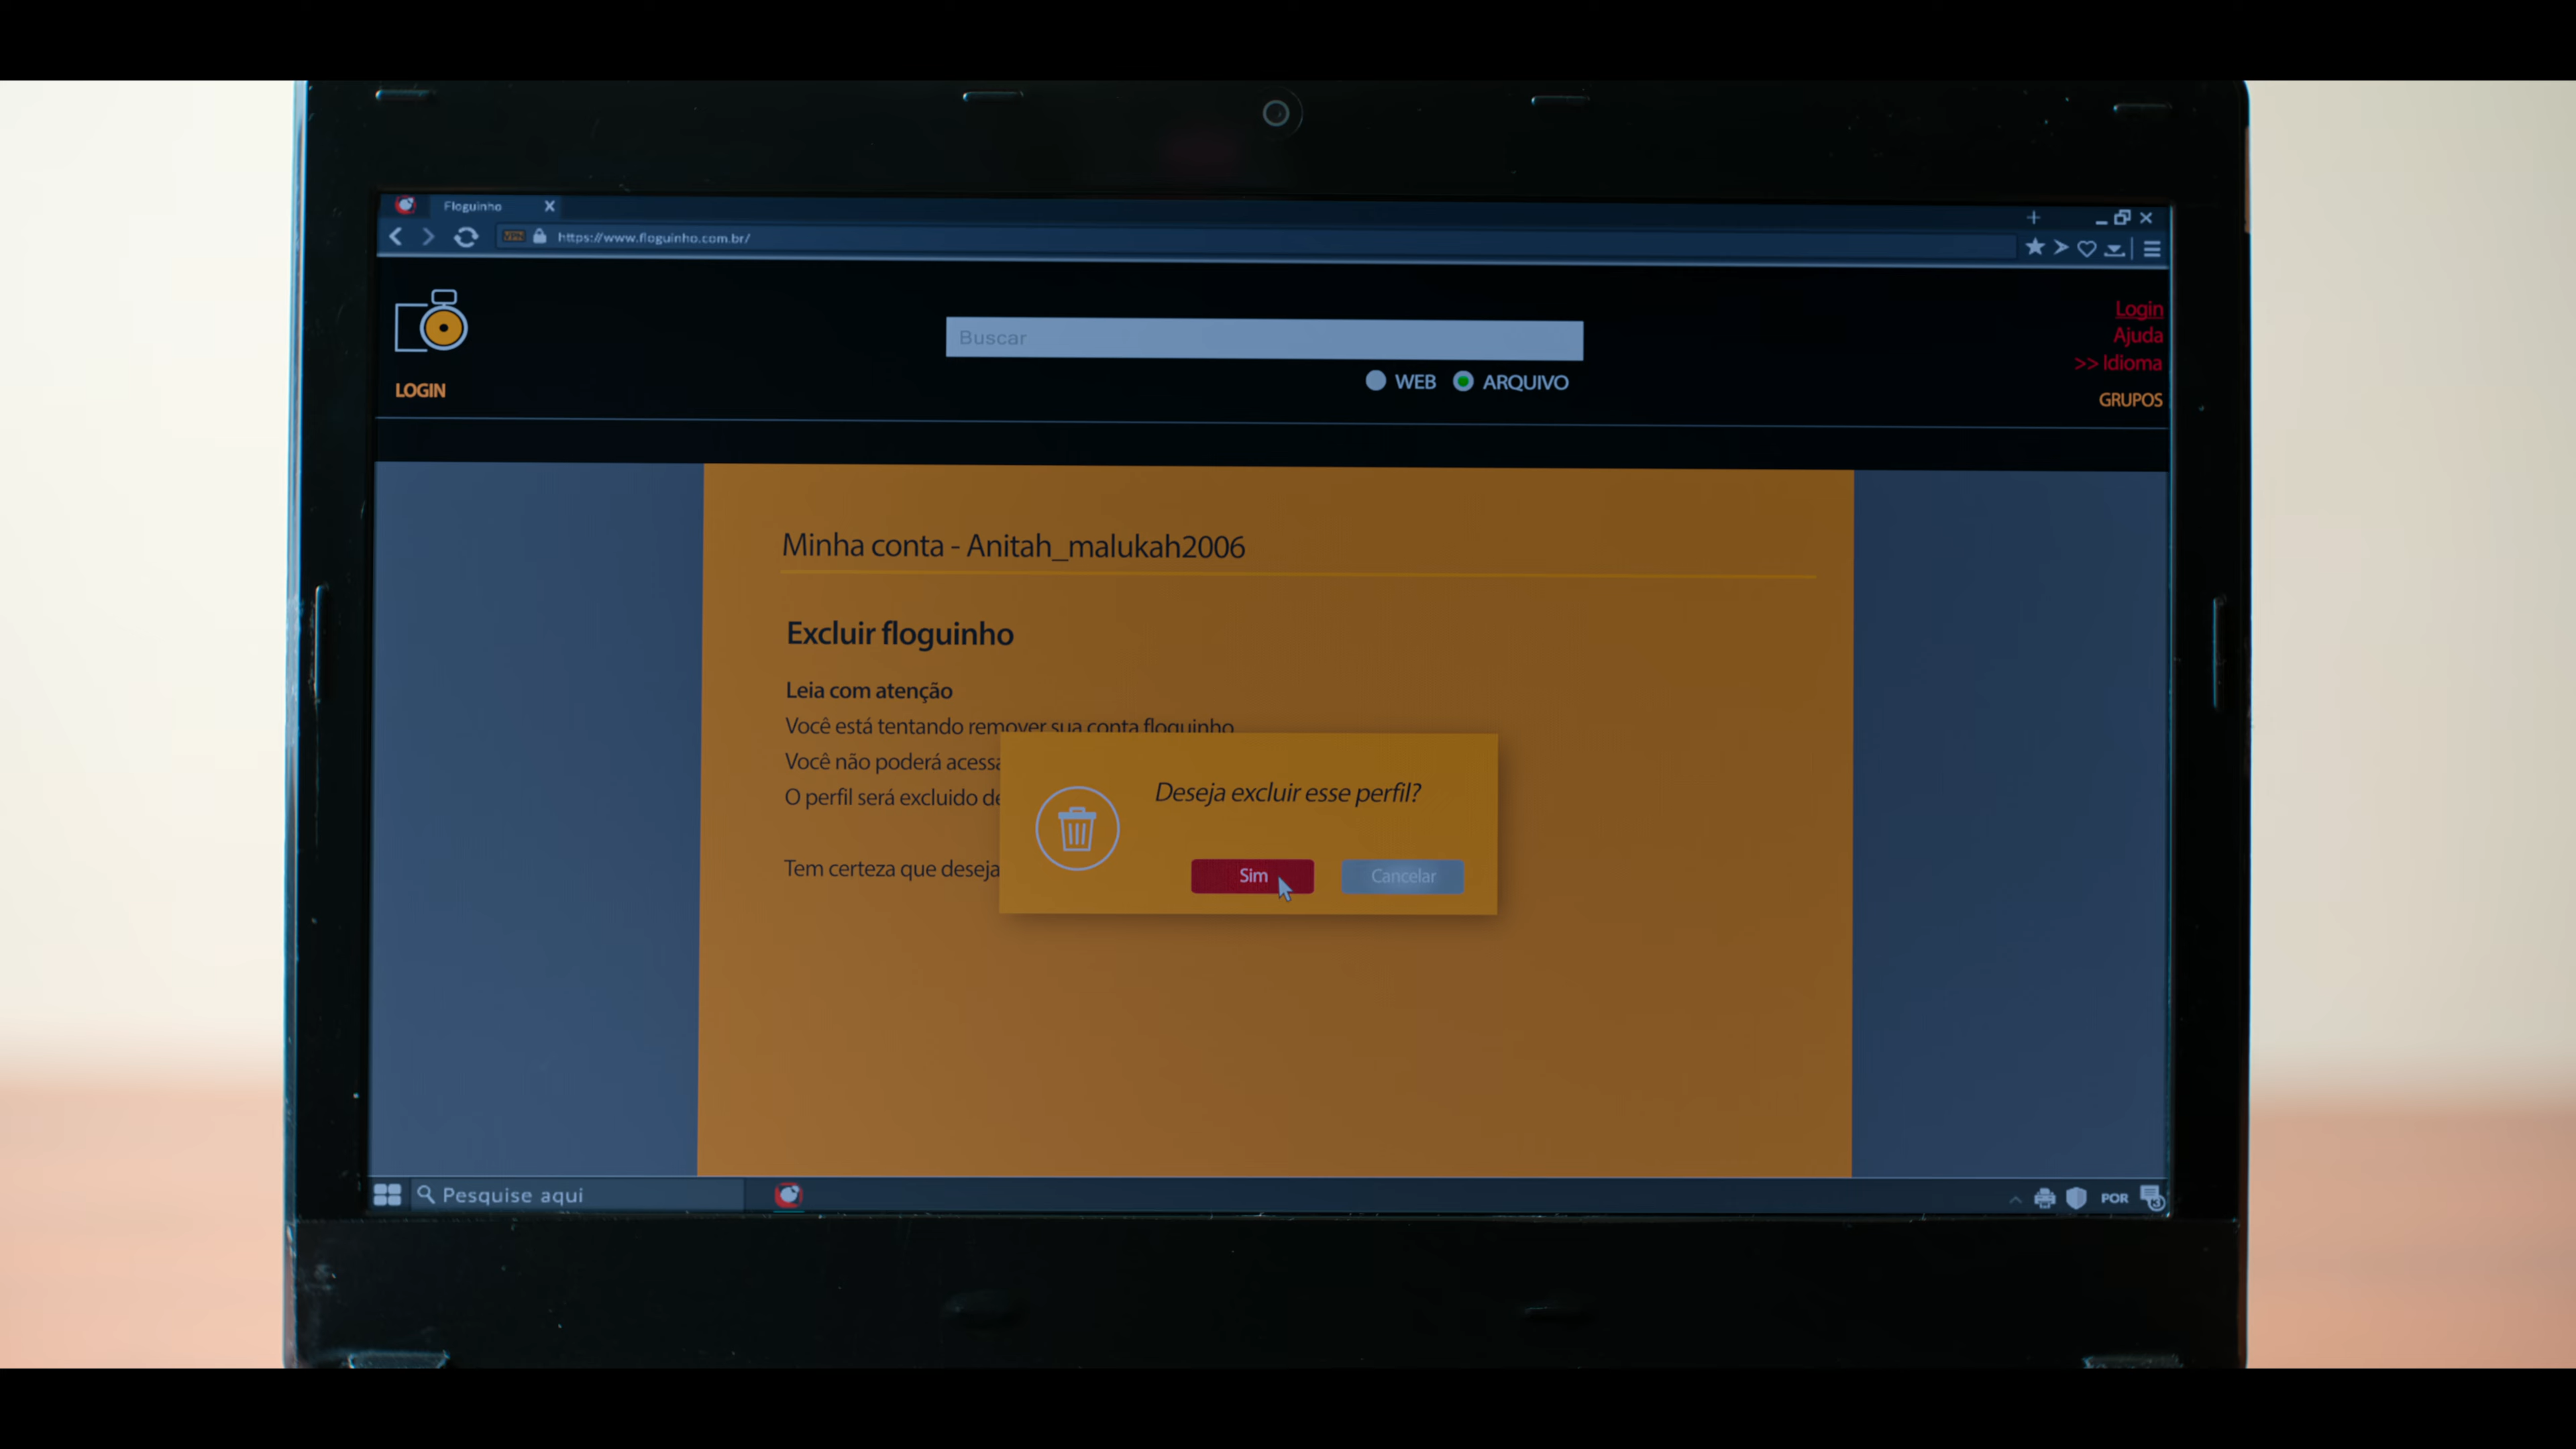 Floguinho
https://www.floguinho.com.br/
Buscar
WEB ARQUIVO
Login
Ajuda
>> Idioma
LOGIN
GRUPOS
Minha conta - Anitah_malukah2006
Excluir floguinho
Leia com atenção
Você está tentando remover sua conta floguinho
Você não poderá
O perfil será excluido
Tem certeza que deseja
Deseja excluir esse perfil?
Sim Cancelar
Pesquise aqui
POR
3